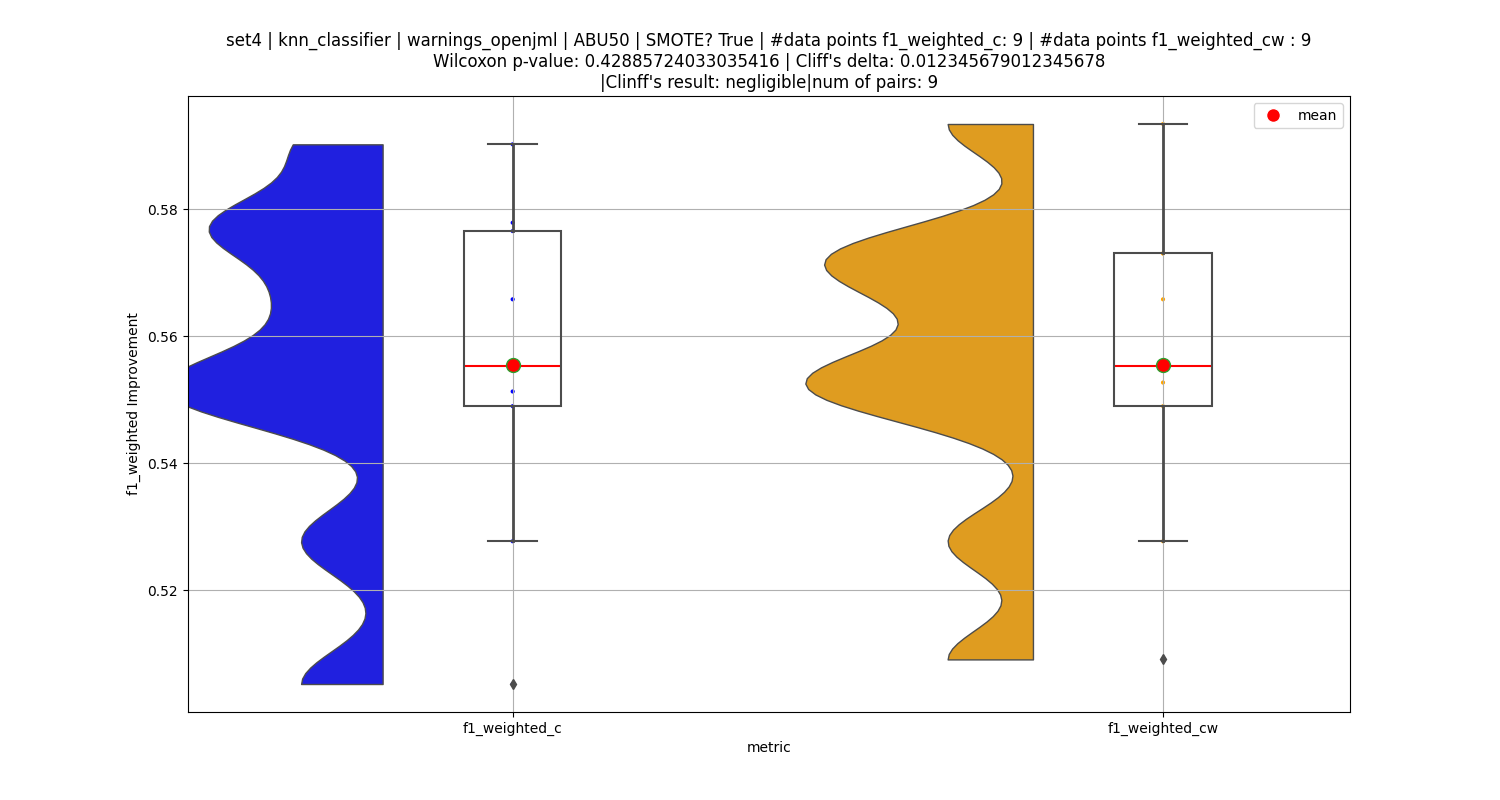 set4 | knn_classifier | warnings_openjml | ABU50 | SMOTE? True | #data points f1_weighted_c: 9 | #data points f1_weighted_cw : 9
Wilcoxon p-value: 0.42885724033035416 | Cliff's delta: 0.012345679012345678
|Clinff's result: negligible|num of pairs: 9
mean
f1_weighted Improvement
0.58
0.56
0.54
0.52
f1_weighted_c
f1_weighted_cw
metric